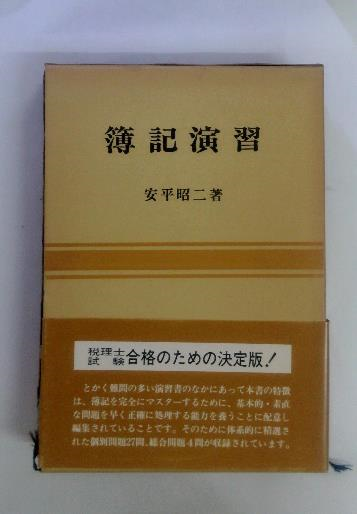 簿記演習
安平昭二著
税理士
試験 合格のための決定版!
とかく難問の多い演習書のなかにあって本書の特徴
は、簿記を完全にマスターするために、基本的・素直
な問題を早く正確に処理する能力を養うことに配意し
編集されていることです。そのために体系的に精選さ
れた個別問題27問、総合問題4問が収録されています。